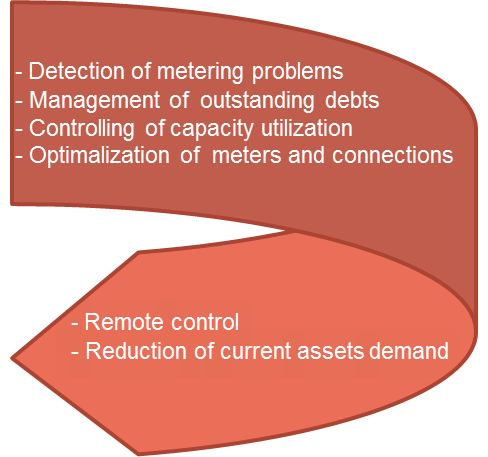 - Detection of metering problems
- Management of outstanding debts
- Controlling of capacity utilization
- Optimalization of meters and connections
- Remote control
- Reduction of current assets demand